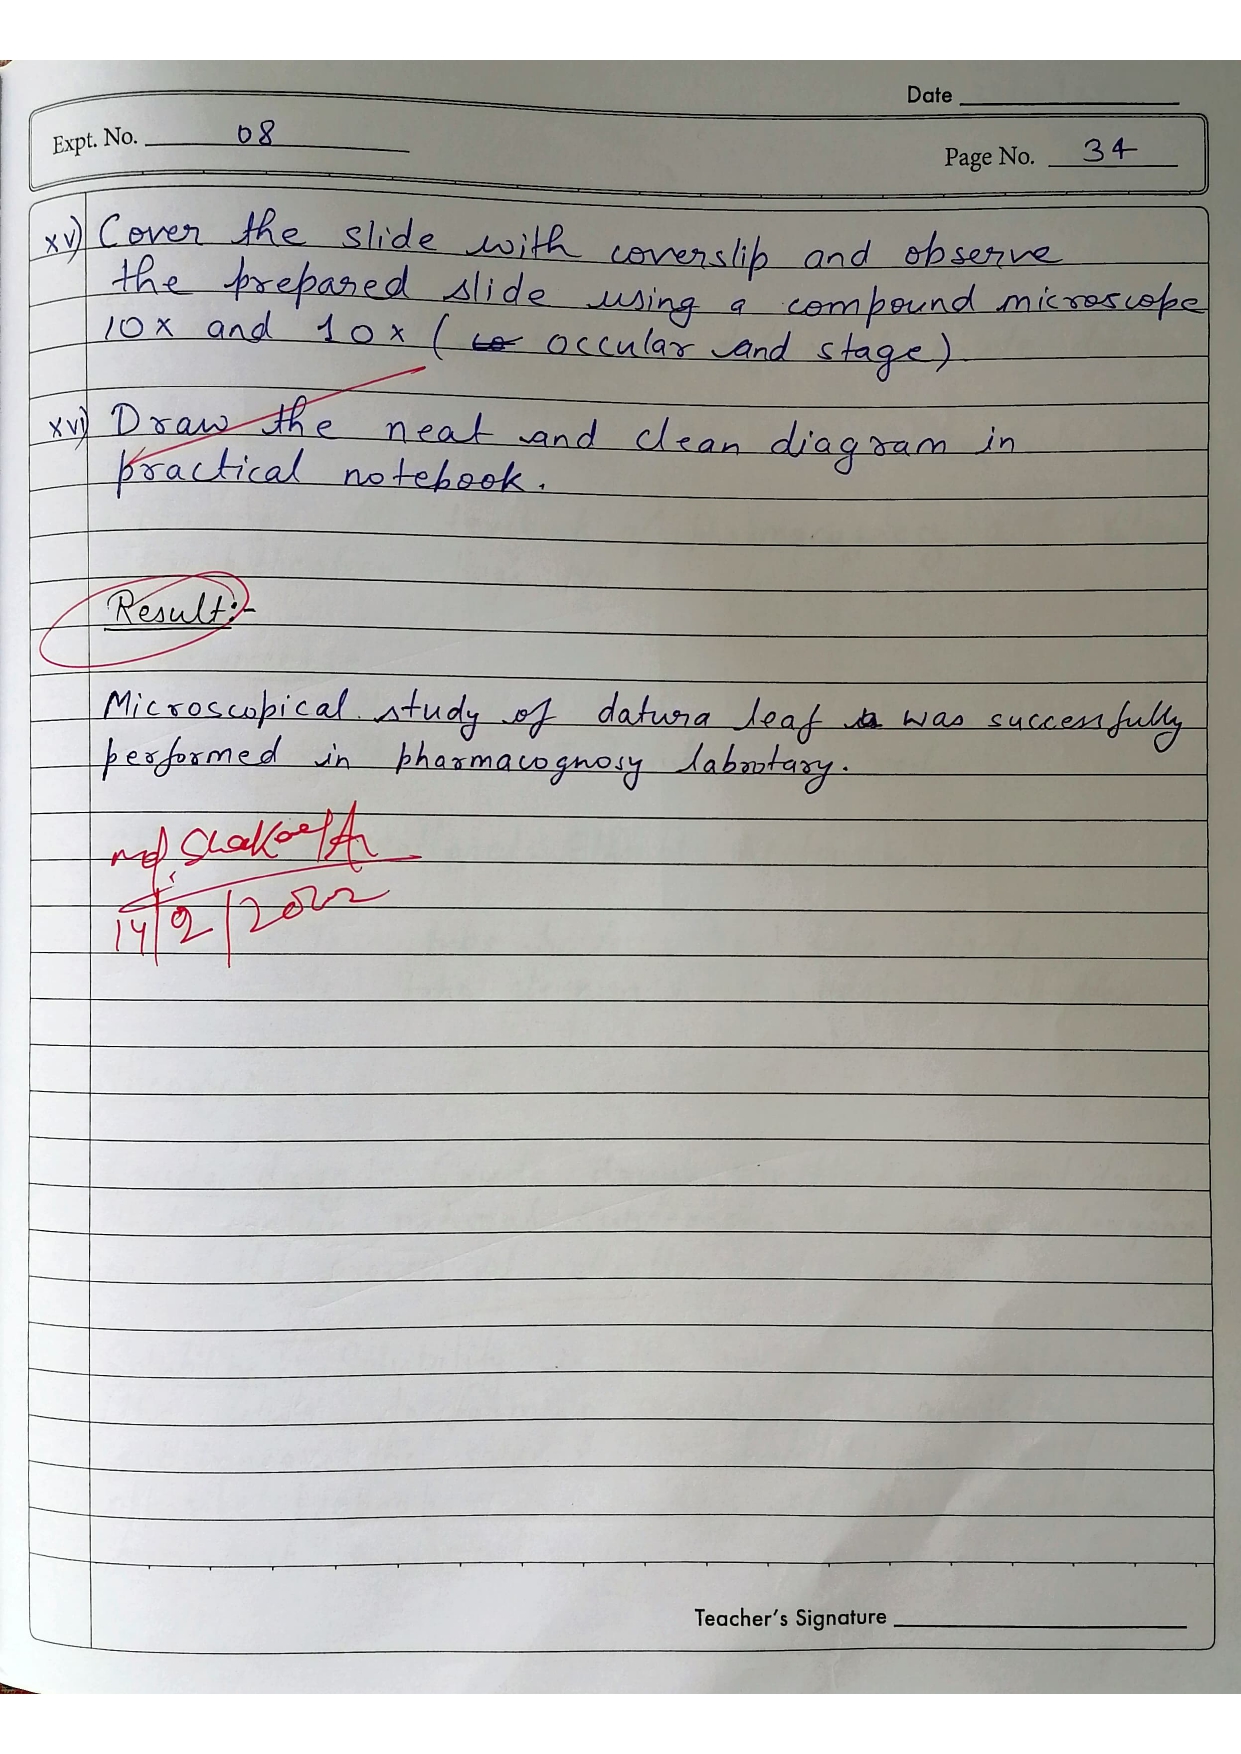 Date
Expt. No. 08
Page No. 34
xv) Cover the slide with coverslip and observe
the prepared slide using a compound microscope
10x and 10x ( occular and stage)
xvi) Draw the neat and clean diagram in
practical notebook.
Result:-
Microscopical study of datura leaf was successfully
performed in pharmacognosy labrotary.
14/2/2022
Teacher's Signature